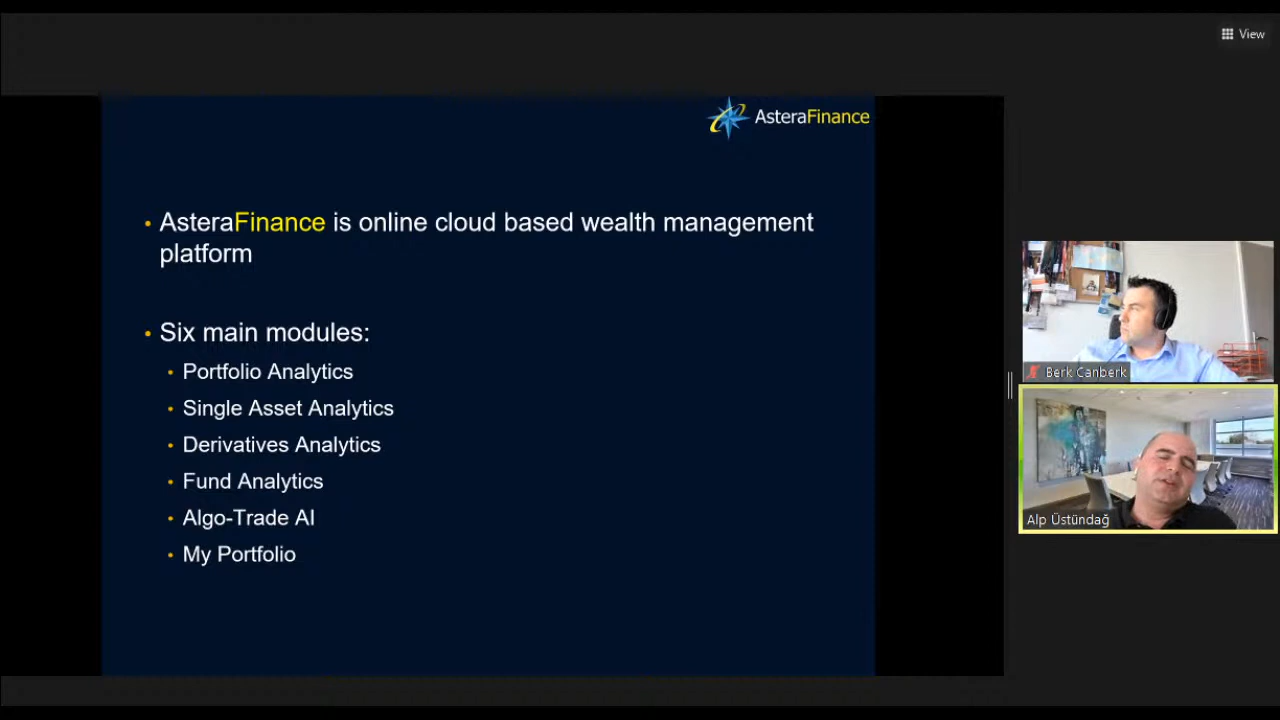 View
AsteraFinance
• AsteraFinance is online cloud based wealth management
platform
• Six main modules:
• Portfolio Analytics
• Single Asset Analytics
• Derivatives Analytics
• Fund Analytics
• Algo-Trade AI
• My Portfolio
Berk Canberk
Alp Üstündağ